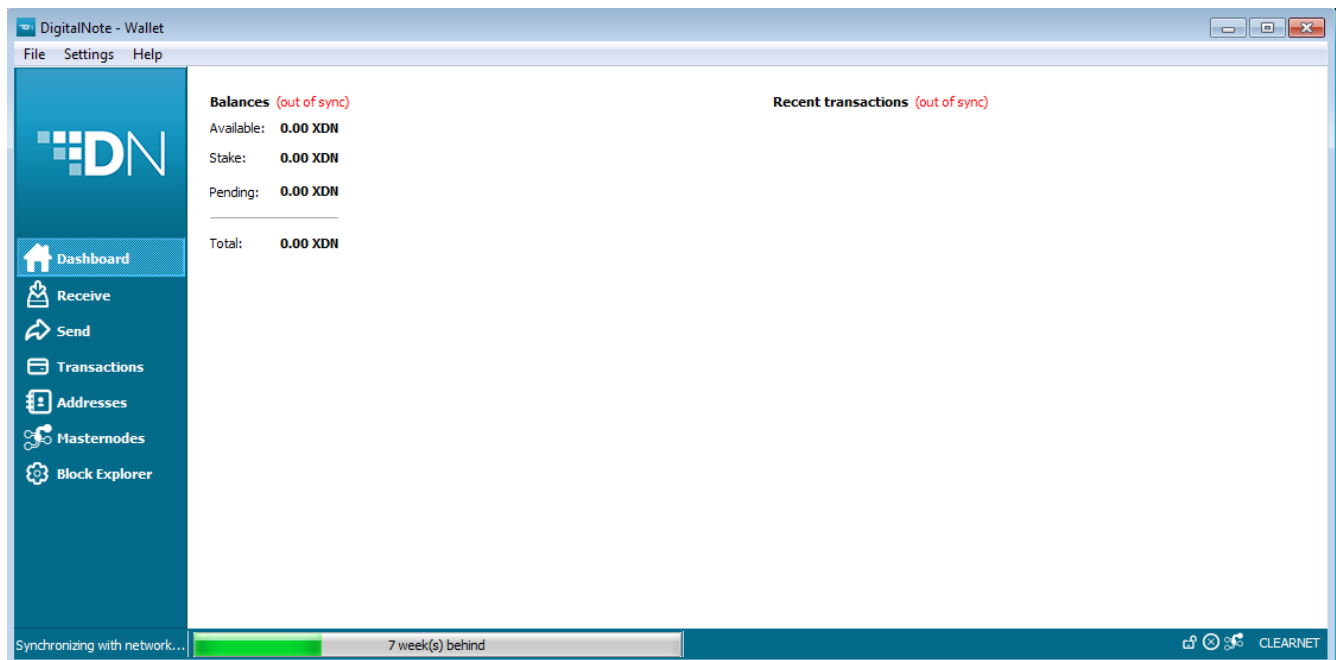 DigitalNote - Wallet
File Settings Help
DN
Balances (out of sync)
Available: 0.00 XDN
Stake: 0.00 XDN
Pending: 0.00 XDN
Total: 0.00 XDN
Recent transactions (out of sync)
Dashboard
Receive
Send
Transactions
Addresses
Masternodes
Block Explorer
Synchronizing with network...
7 week(s) behind
CLEARNET